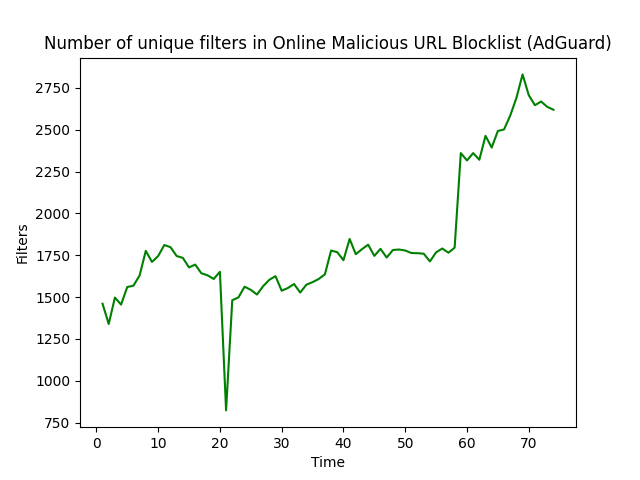 Number of unique filters in Online Malicious URL Blocklist (AdGuard)
2750
2500
2250
2000
1750
1500
1250
1000
750
Filters
0 10 20 30 40 50 60 70
Time